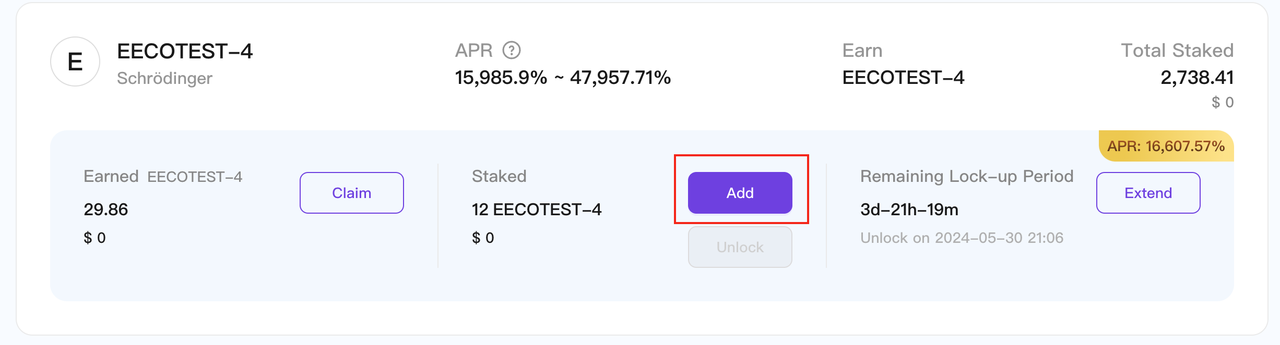 E
EECOTEST-4
Schrödinger
APR ?
15,985.9% ~ 47,957.71%
Earn
EECOTEST-4
Total Staked
2,738.41
$ 0
APR: 16,607.57%
Earned EECOTEST-4
29.86
$ 0
Claim
Staked
12 EECOTEST-4
$ 0
Add
Unlock
Remaining Lock-up Period
3d-21h-19m
Unlock on 2024-05-30 21:06
Extend